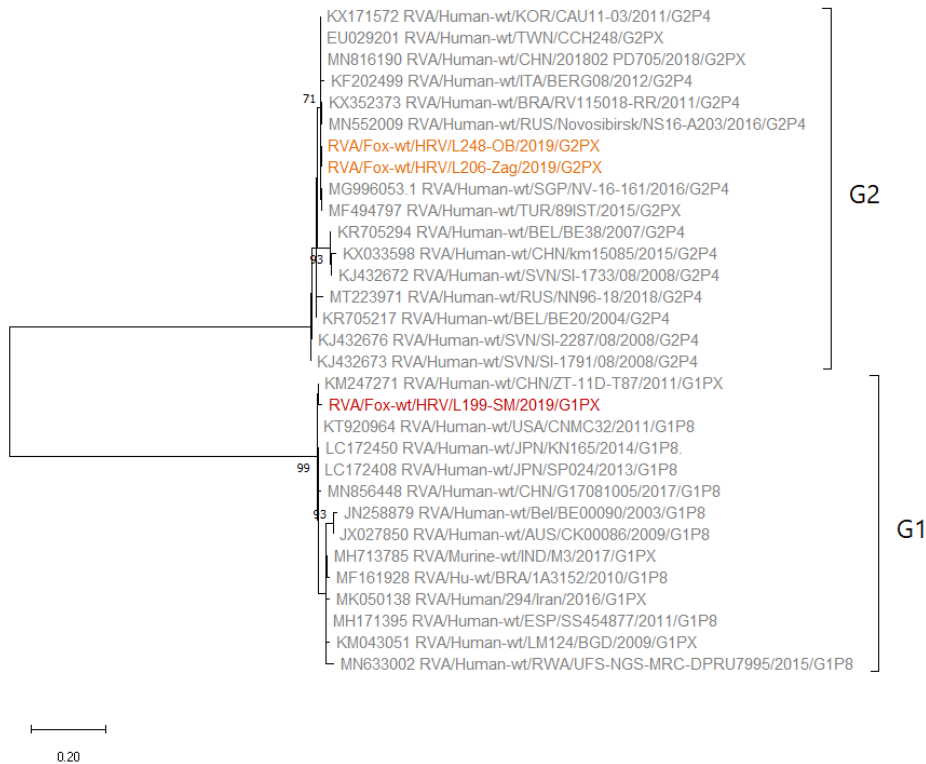 KX171572 RVA/Human-wt/KOR/CAU11-03/2011/G2P4
EU029201 RVA/Human-wt/TWN/CCH248/G2PX
MN816190 RVA/Human-wt/CHN/201802 PD705/2018/G2PX
KF202499 RVA/Human-wt/ITA/BERG08/2012/G2P4
71
KX352373 RVA/Human-wt/BRA/RV115018-RR/2011/G2P4
MN552009 RVA/Human-wt/RUS/Novosibirsk/NS16-A203/2016/G2P4
RVA/Fox-wt/HRV/L248-OB/2019/G2PX
RVA/Fox-wt/HRV/L206-Zag/2019/G2PX
MG996053.1 RVA/Human-wt/SGP/NV-16-161/2016/G2P4
G2
MF494797 RVA/Human-wt/TUR/89IST/2015/G2PX
KR705294 RVA/Human-wt/BEL/BE38/2007/G2P4
93
KX033598 RVA/Human-wt/CHN/km15085/2015/G2P4
KJ432672 RVA/Human-wt/SVN/SI-1733/08/2008/G2P4
MT223971 RVA/Human-wt/RUS/NN96-18/2018/G2P4
KR705217 RVA/Human-wt/BEL/BE20/2004/G2P4
KJ432676 RVA/Human-wt/SVN/SI-2287/08/2008/G2P4
KJ432673 RVA/Human-wt/SVN/SI-1791/08/2008/G2P4
KM247271 RVA/Human-wt/CHN/ZT-11D-T87/2011/G1PX
RVA/Fox-wt/HRV/L199-SM/2019/G1PX
KT920964 RVA/Human-wt/USA/CNMC32/2011/G1P8
LC172450 RVA/Human-wt/JPN/KN165/2014/G1P8.
99
LC172408 RVA/Human-wt/JPN/SP024/2013/G1P8
MN856448 RVA/Human-wt/CHN/G17081005/2017/G1P8
93
JN258879 RVA/Human-wt/Bel/BE00090/2003/G1P8
G1
JX027850 RVA/Human-wt/AUS/CK00086/2009/G1P8
MH713785 RVA/Murine-wt/IND/M3/2017/G1PX
MF161928 RVA/Hu-wt/BRA/1A3152/2010/G1P8
MK050138 RVA/Human/294/Iran/2016/G1PX
MH171395 RVA/Human-wt/ESP/SS454877/2011/G1P8
KM043051 RVA/Human-wt/LM124/BGD/2009/G1PX
MN633002 RVA/Human-wt/RWA/UFS-NGS-MRC-DPRU7995/2015/G1P8
0.20